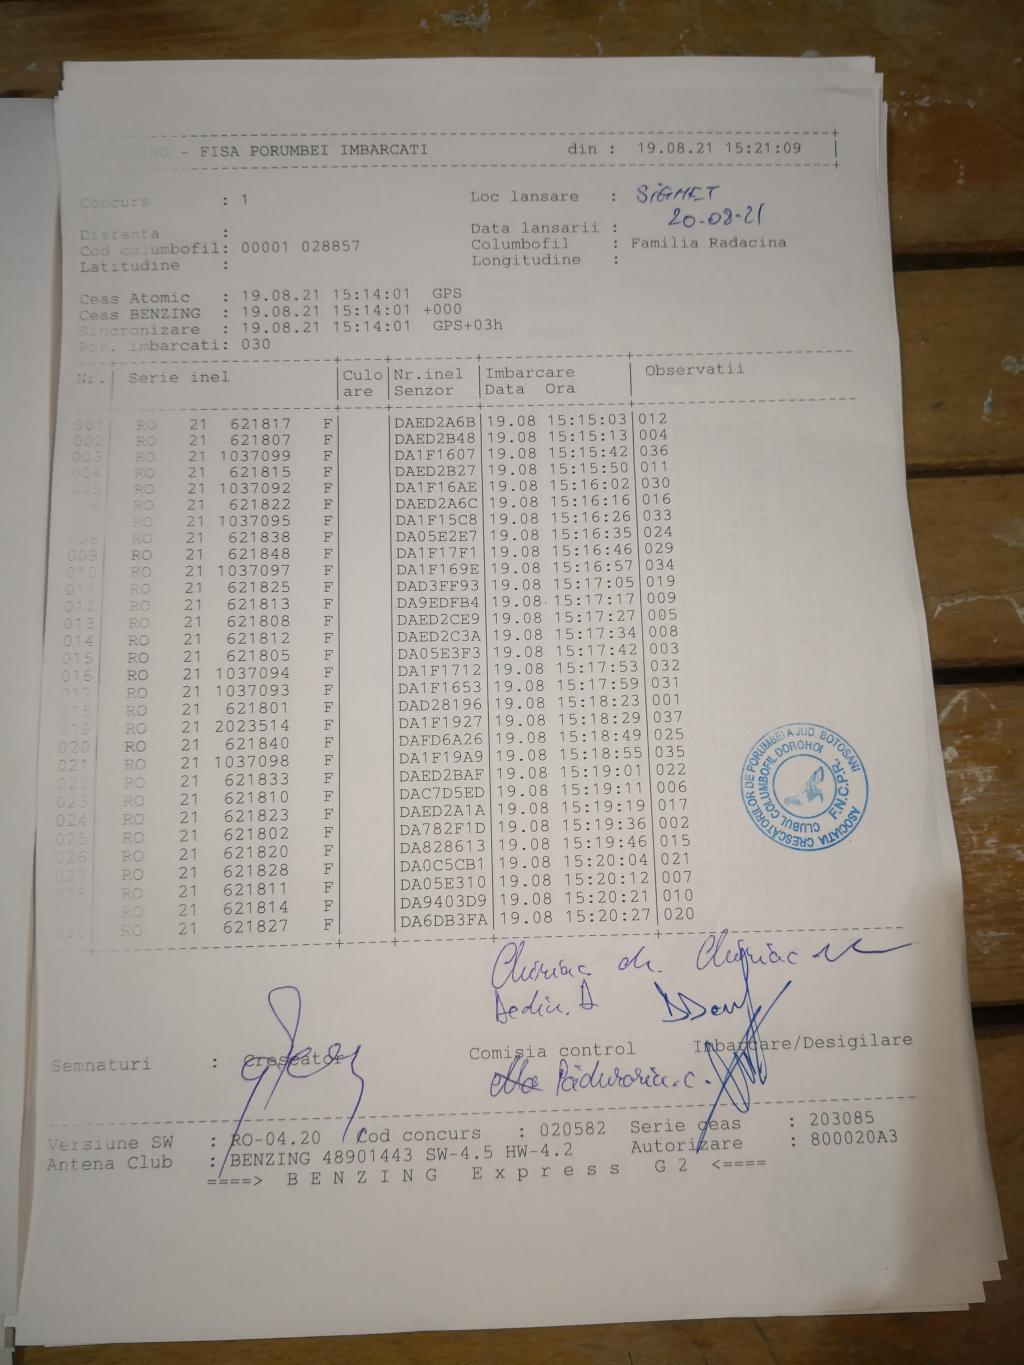 BENZING - FISA PORUMBEI IMBARCATI din : 19.08.21 15:21:09
Concurs : 1 Loc lansare : SIGHET
Distanta : Data lansarii : 20-08-21
Cod columbofil: 00001 028857 Columbofil : Familia Radacina
Latitudine : Longitudine :
Ceas Atomic : 19.08.21 15:14:01 GPS
Ceas BENZING : 19.08.21 15:14:01 +000
Sincronizare : 19.08.21 15:14:01 GPS+03h
Por. imbarcati: 030
Nr. Serie inel Culo Nr.inel Imbarcare Observatii
are Senzor Data Ora
001 RO 21 621817 F DAED2A6B 19.08 15:15:03 012
002 RO 21 621807 F DAED2B48 19.08 15:15:13 004
003 RO 21 1037099 F DA1F1607 19.08 15:15:42 036
004 RO 21 621815 F DAED2B27 19.08 15:15:50 011
005 RO 21 1037092 F DA1F16AE 19.08 15:16:02 030
006 RO 21 621822 F DAED2A6C 19.08 15:16:16 016
RO 21 1037095 F DA1F15C8 19.08 15:16:26 033
008 RO 21 621838 F DA05E2E7 19.08 15:16:35 024
009 RO 21 621848 F DA1F17F1 19.08 15:16:46 029
010 RO 21 1037097 F DA1F169E 19.08 15:16:57 034
011 RO 21 621825 F DAD3FF93 19.08 15:17:05 019
012 RO 21 621813 F DA9EDFB4 19.08 15:17:17 009
013 RO 21 621808 F DAED2CE9 19.08 15:17:27 005
014 RO 21 621812 F DAED2C3A 19.08 15:17:34 008
015 RO 21 621805 F DA05E3F3 19.08 15:17:42 003
016 RO 21 1037094 F DA1F1712 19.08 15:17:53 032
017 RO 21 1037093 F DA1F1653 19.08 15:17:59 031
018 RO 21 621801 F DAD28196 19.08 15:18:23 001
019 RO 21 2023514 F DA1F1927 19.08 15:18:29 037
020 RO 21 621840 F DAFD6A26 19.08 15:18:49 025
021 RO 21 1037098 F DA1F19A9 19.08 15:18:55 035
022 RO 21 621833 F DAED2BAF 19.08 15:19:01 022
023 RO 21 621810 F DAC7D5ED 19.08 15:19:11 006
024 RO 21 621823 F DAED2A1A 19.08 15:19:19 017
025 RO 21 621802 F DA782F1D 19.08 15:19:36 002
026 RO 21 621820 F DA828613 19.08 15:19:46 015
027 RO 21 621828 F DA0C5CB1 19.08 15:20:04 021
028 RO 21 621811 F DA05E310 19.08 15:20:12 007
RO 21 621814 F DA9403D9 19.08 15:20:21 010
030 RO 21 621827 F DA6DB3FA 19.08 15:20:27 020
ASOCIATIA CRESCĂTORILOR DE PORUMBEI A JUD. BOTOSANI
CLUBUL COLUMBOFIL DOROHOI
F.N.C.P.R.
Chiriac Chiriac
Semnaturi : Crescator Comisia control Imbarcare/Desigilare
Versiune SW : RO-04.20 Cod concurs : 020582 Serie ceas : 203085
Antena Club : BENZING 48901443 SW-4.5 HW-4.2 Autorizare : 800020A3
====> B E N Z I N G E x p r e s s G 2 <====